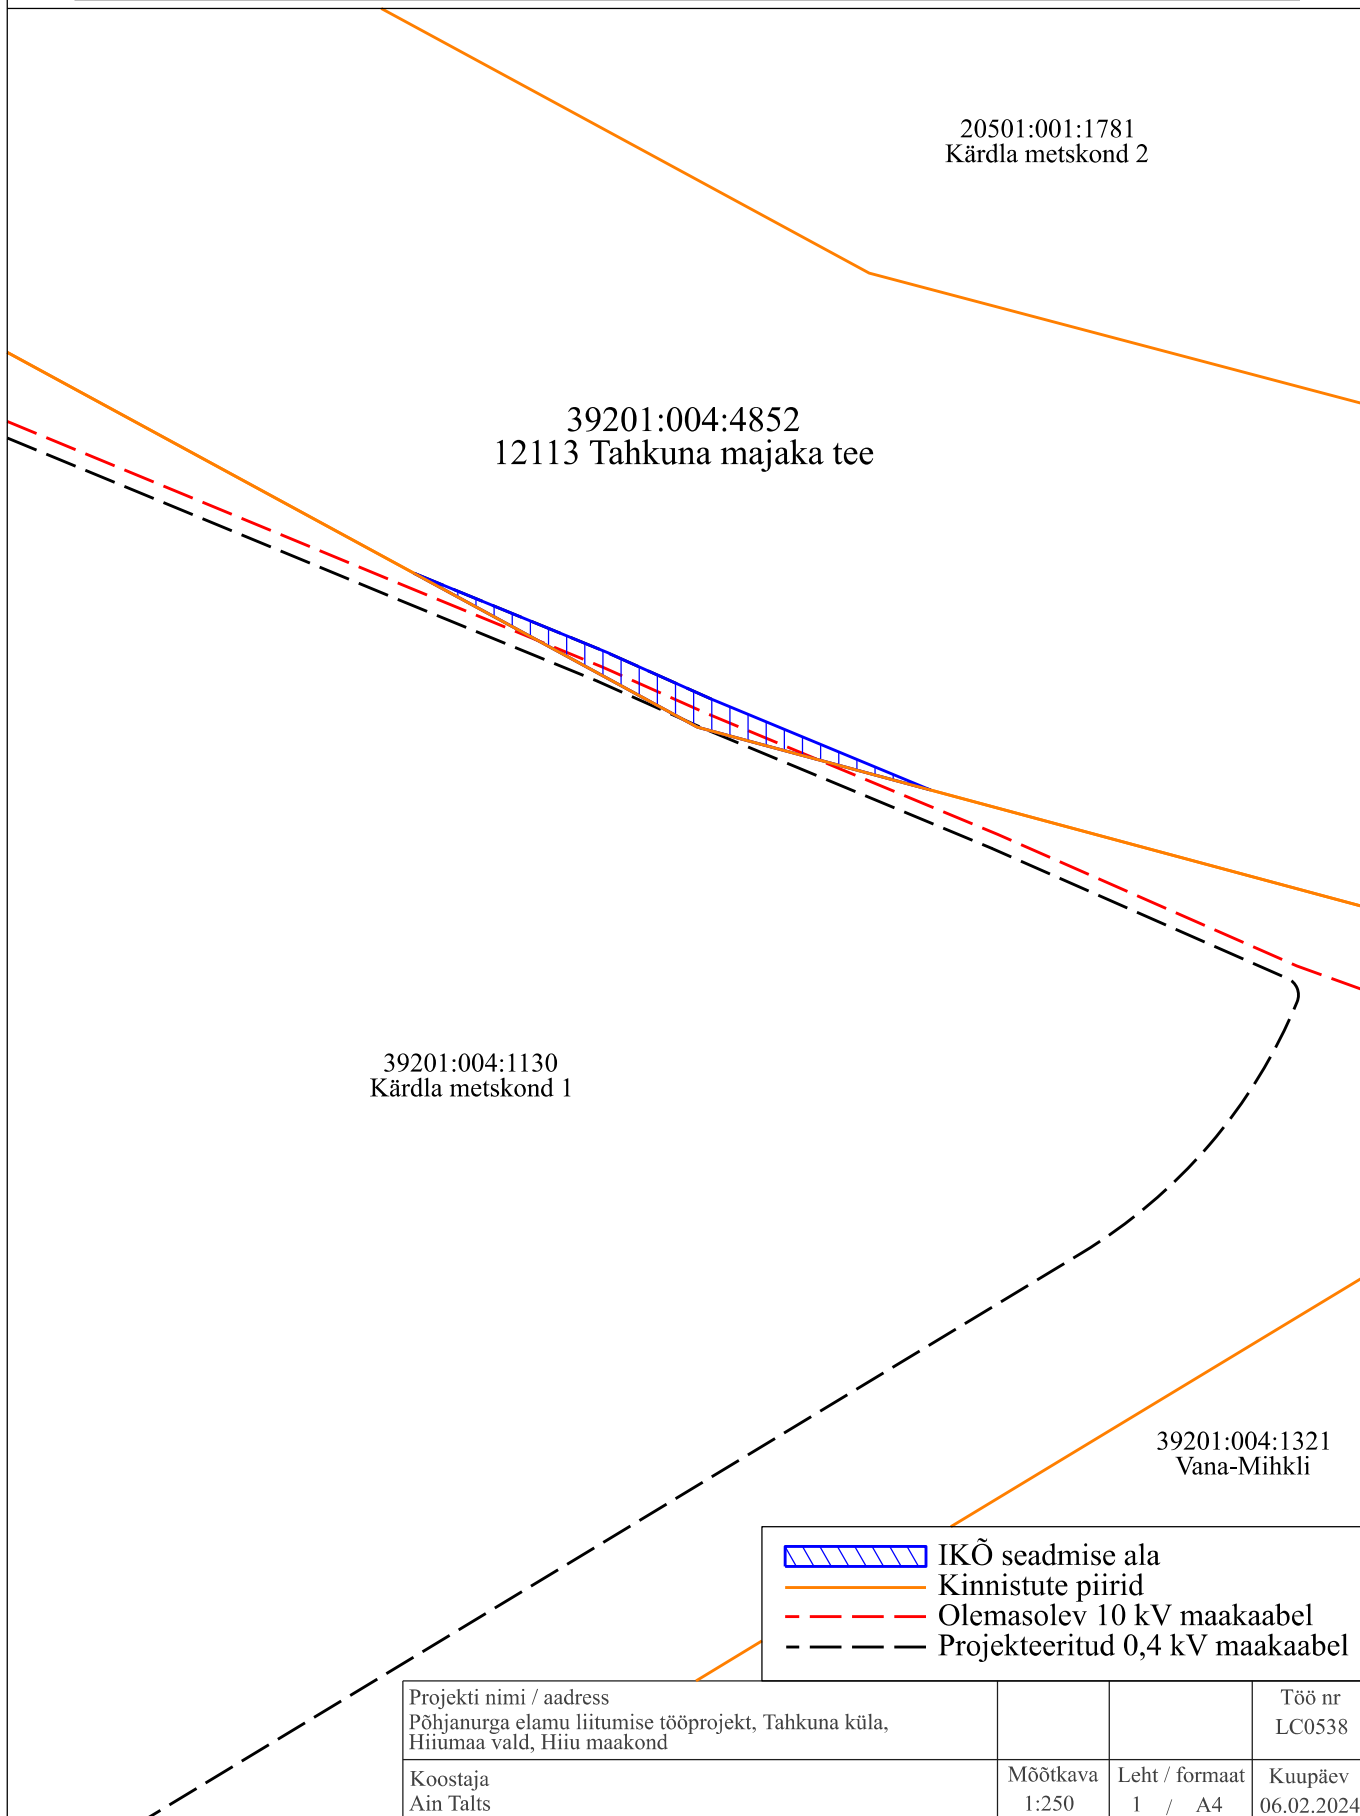 20501:001:1781
Kärdla metskond 2
39201:004:4852
12113 Tahkuna majaka tee
39201:004:1130
Kärdla metskond 1
39201:004:1321
Vana-Mihkli
IKÕ seadmise ala
Kinnistute piirid
Olemasolev 10 kV maakaabel
Projekteeritud 0,4 kV maakaabel
Projekti nimi / aadress
Põhjanurga elamu liitumise tööprojekt, Tahkuna küla,
Hiiumaa vald, Hiiu maakond
Töö nr
LC0538
Koostaja
Ain Talts
Mõõtkava
1:250
Leht / formaat
1 / A4
Kuupäev
06.02.2024